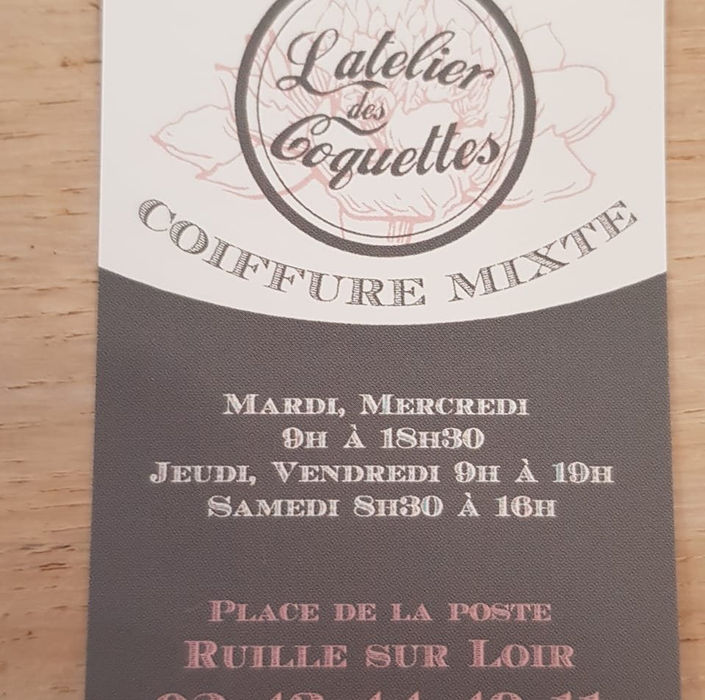 L'atelier
des
Coquettes
COIFFURE MIXTE
MARDI, MERCREDI
9H À 18H30
JEUDI, VENDREDI 9H À 19H
SAMEDI 8H30 À 16H
PLACE DE LA POSTE
RUILLE SUR LOIR